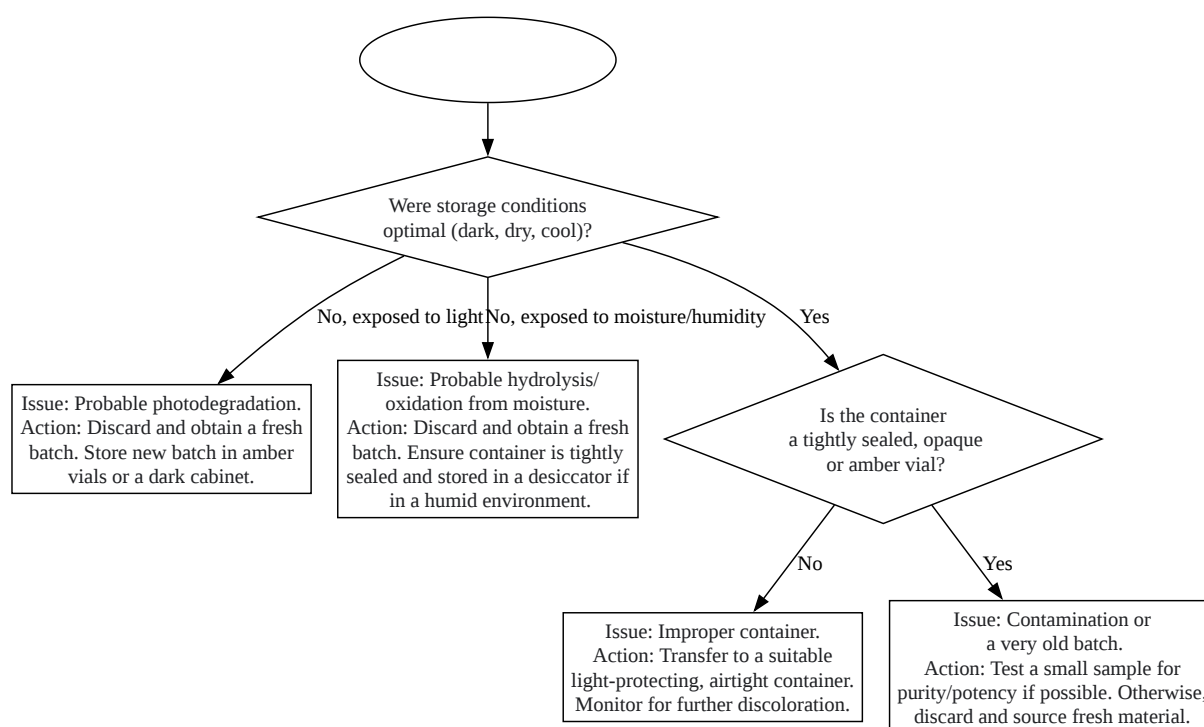 Were storage conditions
optimal (dark, dry, cool)?
No, exposed to light
No, exposed to moisture/humidity
Yes
Issue: Probable photodegradation.
Action: Discard and obtain a fresh
batch. Store new batch in amber
vials or a dark cabinet.
Issue: Probable hydrolysis/
oxidation from moisture.
Action: Discard and obtain a fresh
batch. Ensure container is tightly
sealed and stored in a desiccator if
in a humid environment.
Is the container
a tightly sealed, opaque
or amber vial?
No
Yes
Issue: Improper container.
Action: Transfer to a suitable
light-protecting, airtight container.
Monitor for further discoloration.
Issue: Contamination or
a very old batch.
Action: Test a small sample for
purity/potency if possible. Otherwise,
discard and source fresh material.